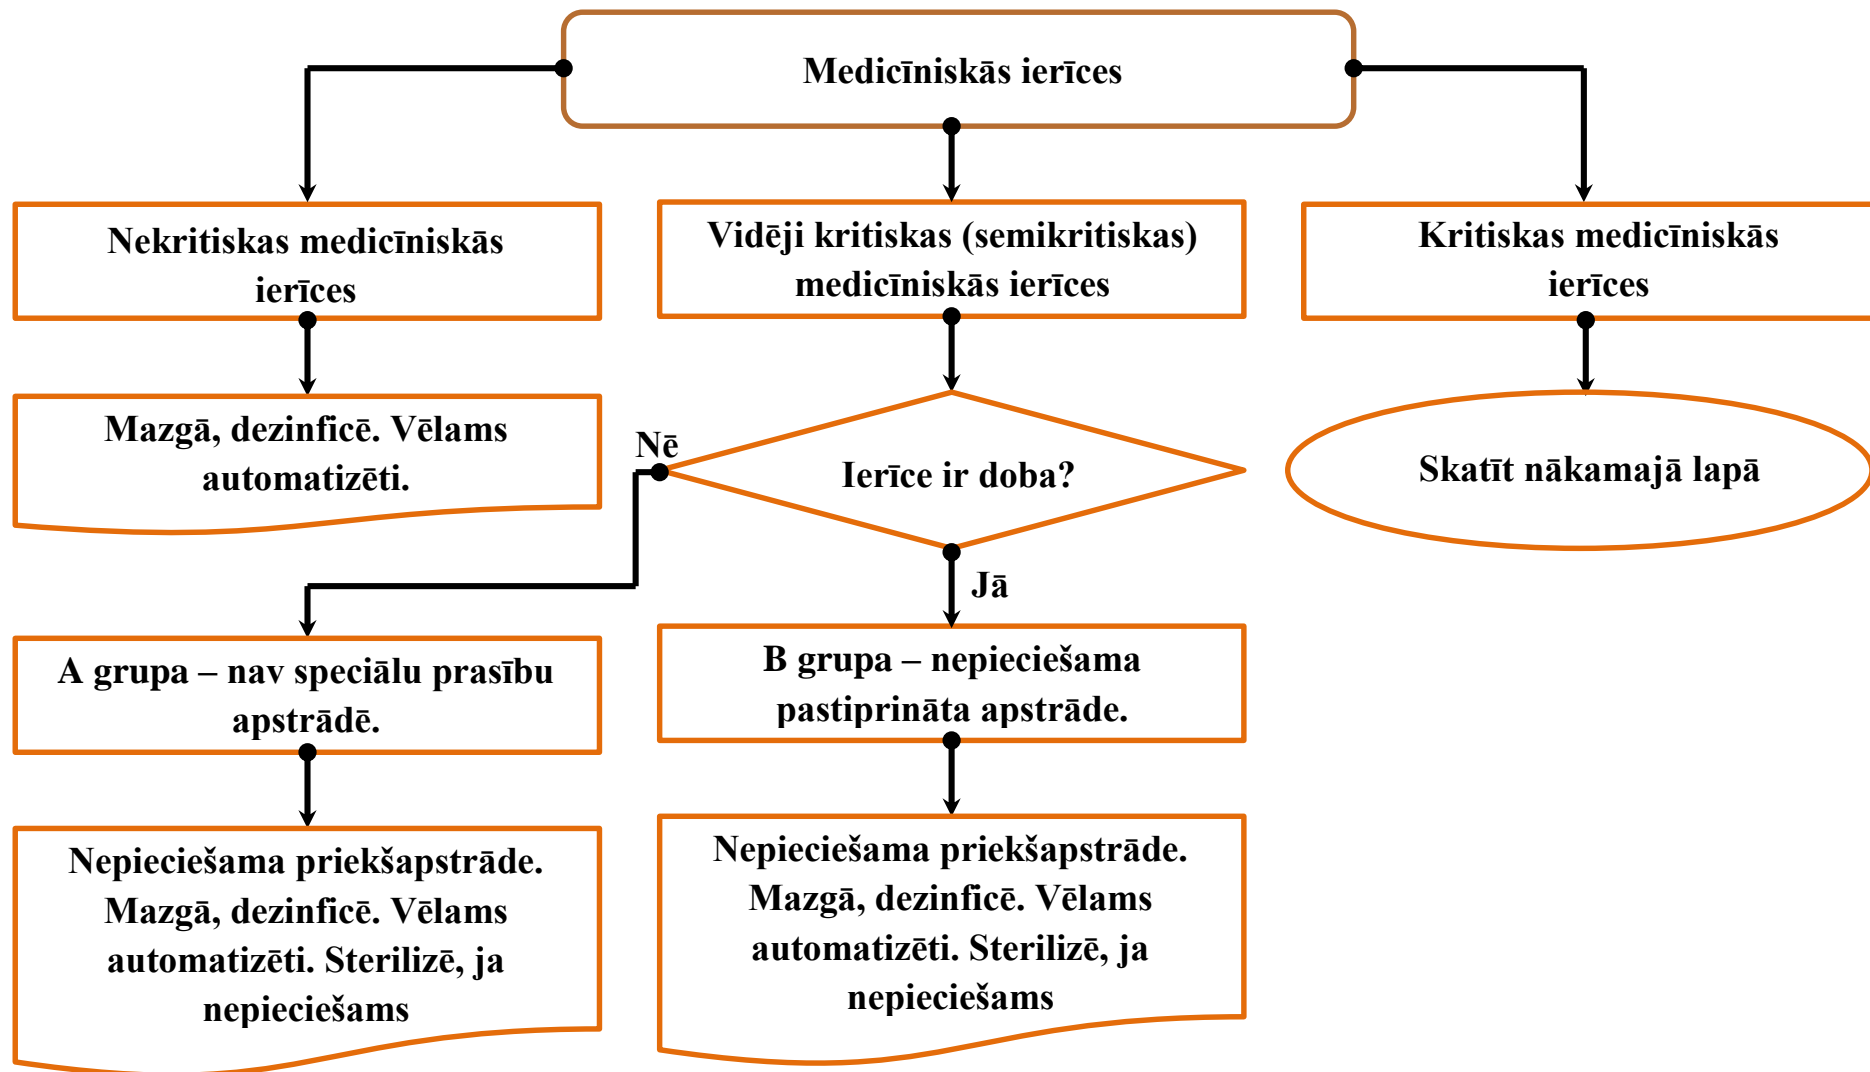 Medicīniskās ierīces
Nekritiskas medicīniskās
ierīces
Vidēji kritiskas (semikritiskas)
medicīniskās ierīces
Kritiskas medicīniskās
ierīces
Mazgā, dezinficē. Vēlams
automatizēti.
Nē
Ierīce ir doba?
Skatīt nākamajā lapā
Jā
A grupa – nav speciālu prasību
apstrādē.
B grupa – nepieciešama
pastiprināta apstrāde.
Nepieciešama priekšapstrāde.
Mazgā, dezinficē. Vēlams
automatizēti. Sterilizē, ja
nepieciešams
Nepieciešama priekšapstrāde.
Mazgā, dezinficē. Vēlams
automatizēti. Sterilizē, ja
nepieciešams